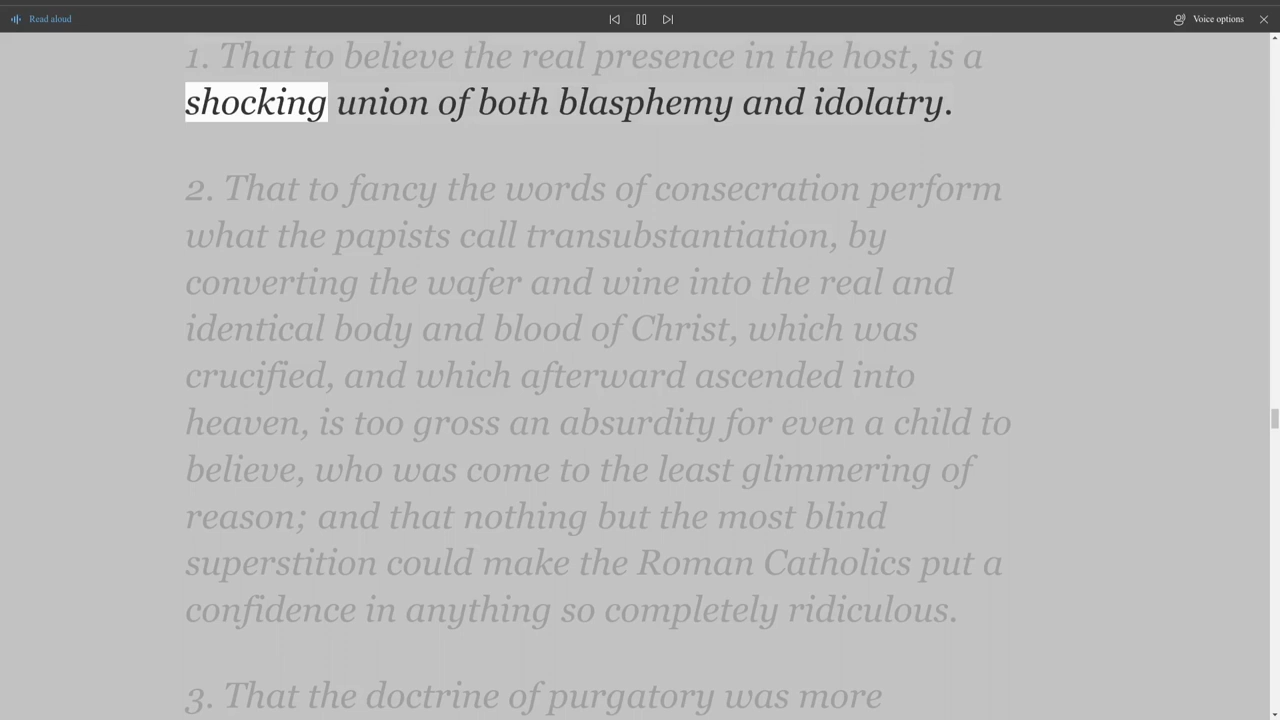 Read aloud
Voice options
1. That to believe the real presence in the host, is a
shocking union of both blasphemy and idolatry.
2. That to fancy the words of consecration perform
what the papists call transubstantiation, by
converting the wafer and wine into the real and
identical body and blood of Christ, which was
crucified, and which afterward ascended into
heaven, is too gross an absurdity for even a child to
believe, who was come to the least glimmering of
reason; and that nothing but the most blind
superstition could make the Roman Catholics put a
confidence in anything so completely ridiculous.
3. That the doctrine of purgatory was more